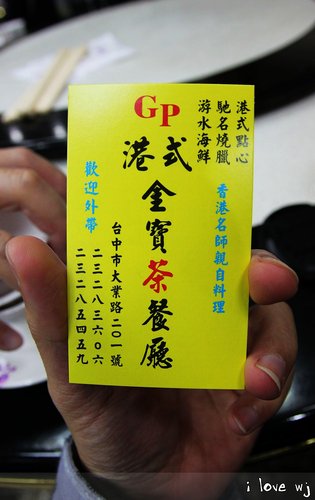 GP
港式
港式點心
馳名燒臘
游水海鮮
金寶茶餐廳
香港名師親自料理
歡迎外帶
台中市大業路二〇一號
二三二八三六〇六
二三二八五四五九
i love wj